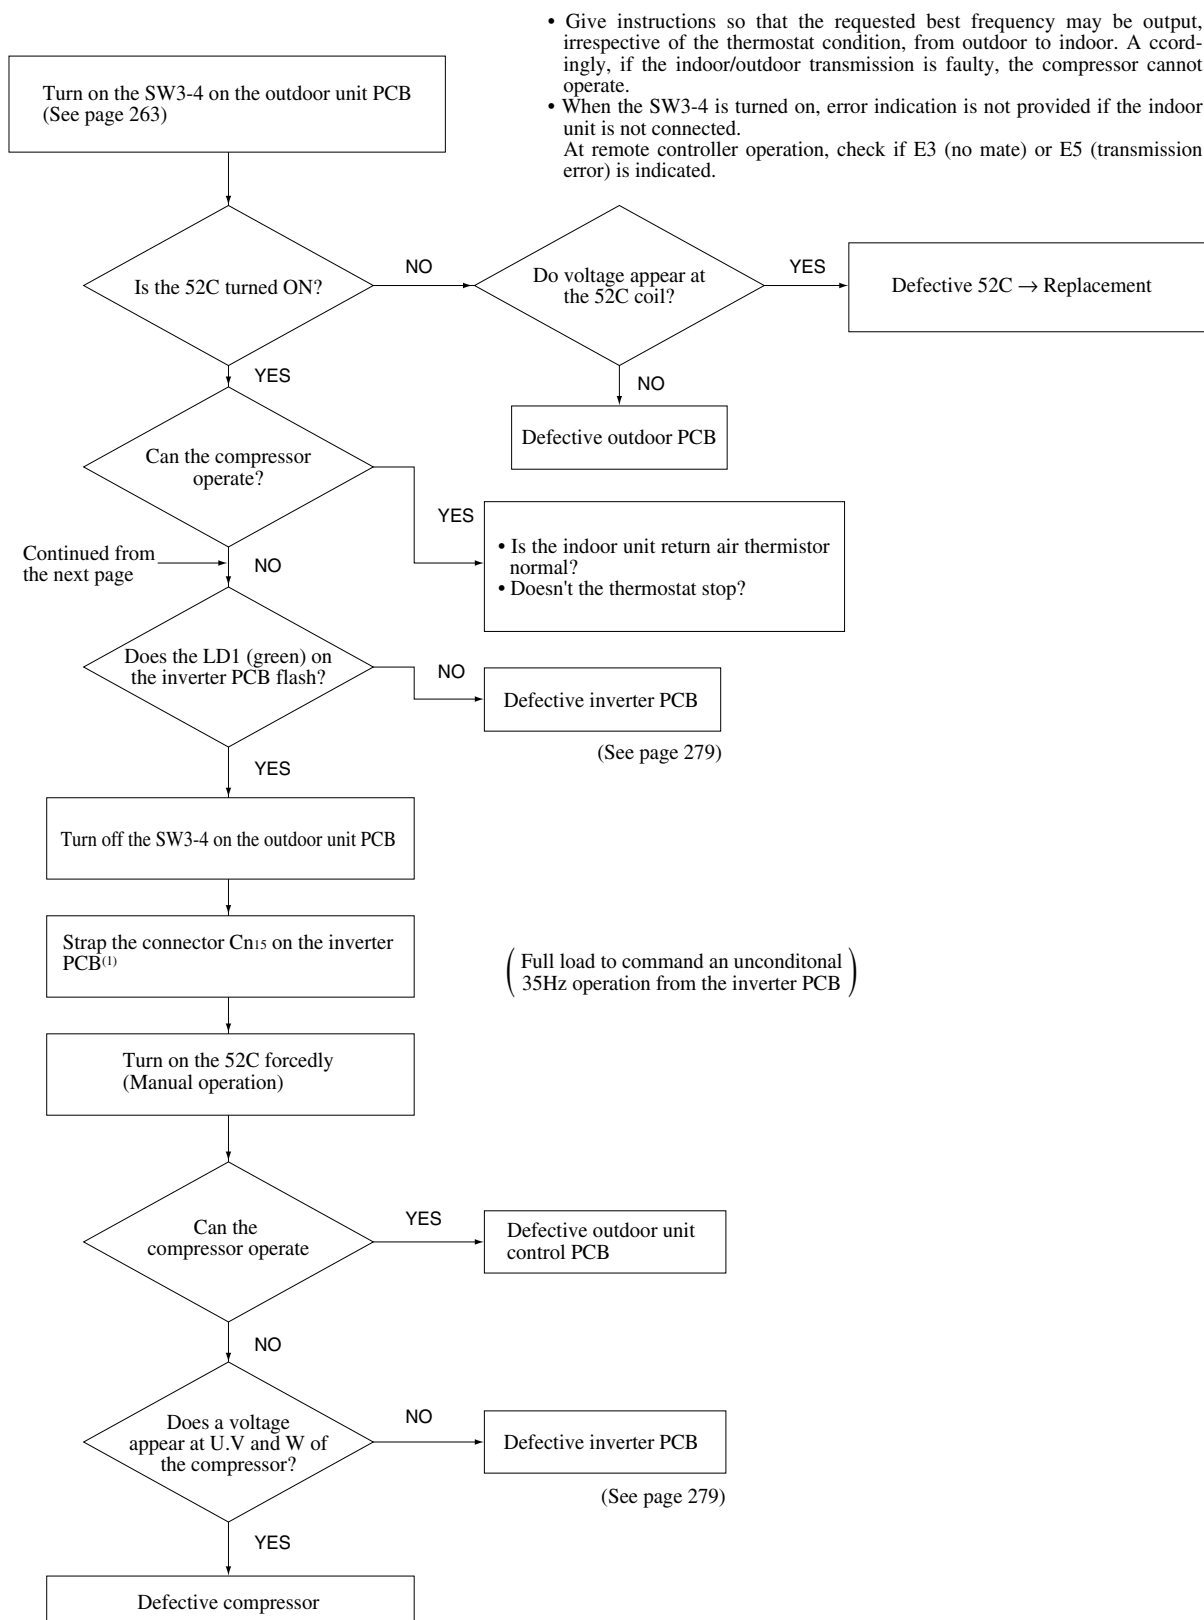 • Give instructions so that the requested best frequency may be output,
irrespective of the thermostat condition, from outdoor to indoor. A ccord-
ingly, if the indoor/outdoor transmission is faulty, the compressor cannot
operate.
• When the SW3-4 is turned on, error indication is not provided if the indoor
unit is not connected.
At remote controller operation, check if E3 (no mate) or E5 (transmission
error) is indicated.
Turn on the SW3-4 on the outdoor unit PCB
(See page 263)
Is the 52C turned ON?
NO
Do voltage appear at
the 52C coil?
YES
Defective 52C → Replacement
YES
NO
Defective outdoor PCB
Can the compressor
operate?
YES
• Is the indoor unit return air thermistor
normal?
• Doesn't the thermostat stop?
Continued from
the next page
NO
Does the LD1 (green) on
the inverter PCB flash?
NO
Defective inverter PCB
(See page 279)
YES
Turn off the SW3-4 on the outdoor unit PCB
Strap the connector Cn15 on the inverter
PCB(1)
(Full load to command an unconditonal
35Hz operation from the inverter PCB)
Turn on the 52C forcedly
(Manual operation)
Can the
compressor operate
YES
Defective outdoor unit
control PCB
NO
Does a voltage
appear at U.V and W of
the compressor?
NO
Defective inverter PCB
(See page 279)
YES
Defective compressor